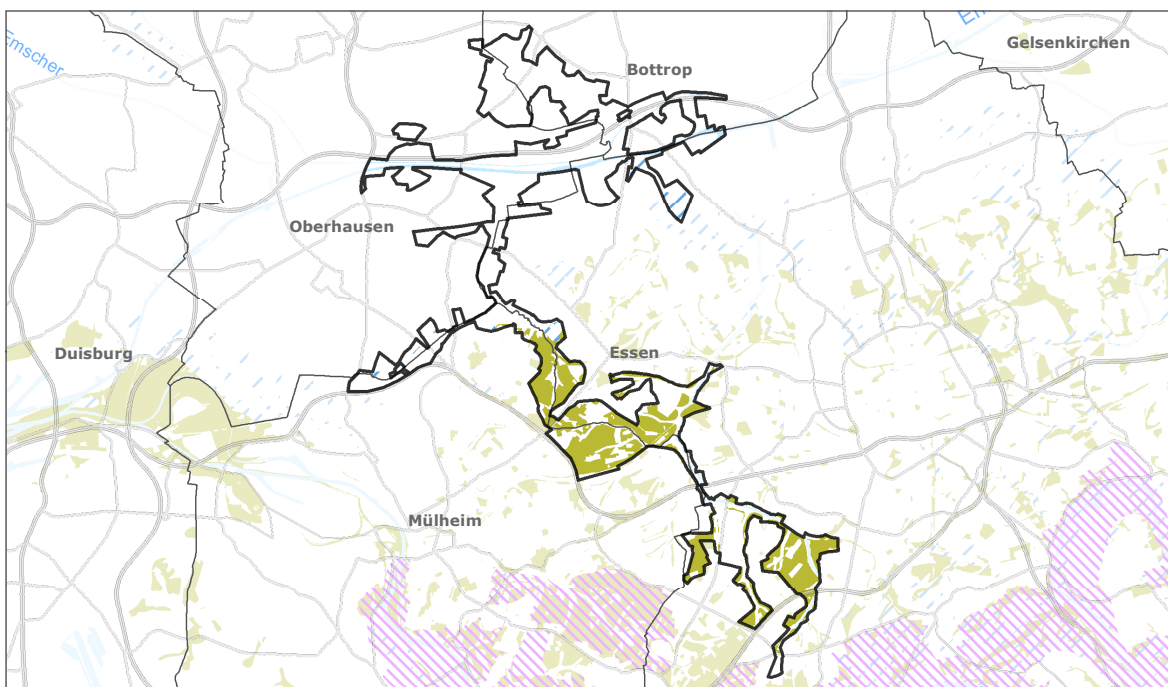 Emscher
Gelsenkirchen
Bottrop
Oberhausen
Duisburg
Essen
Mülheim